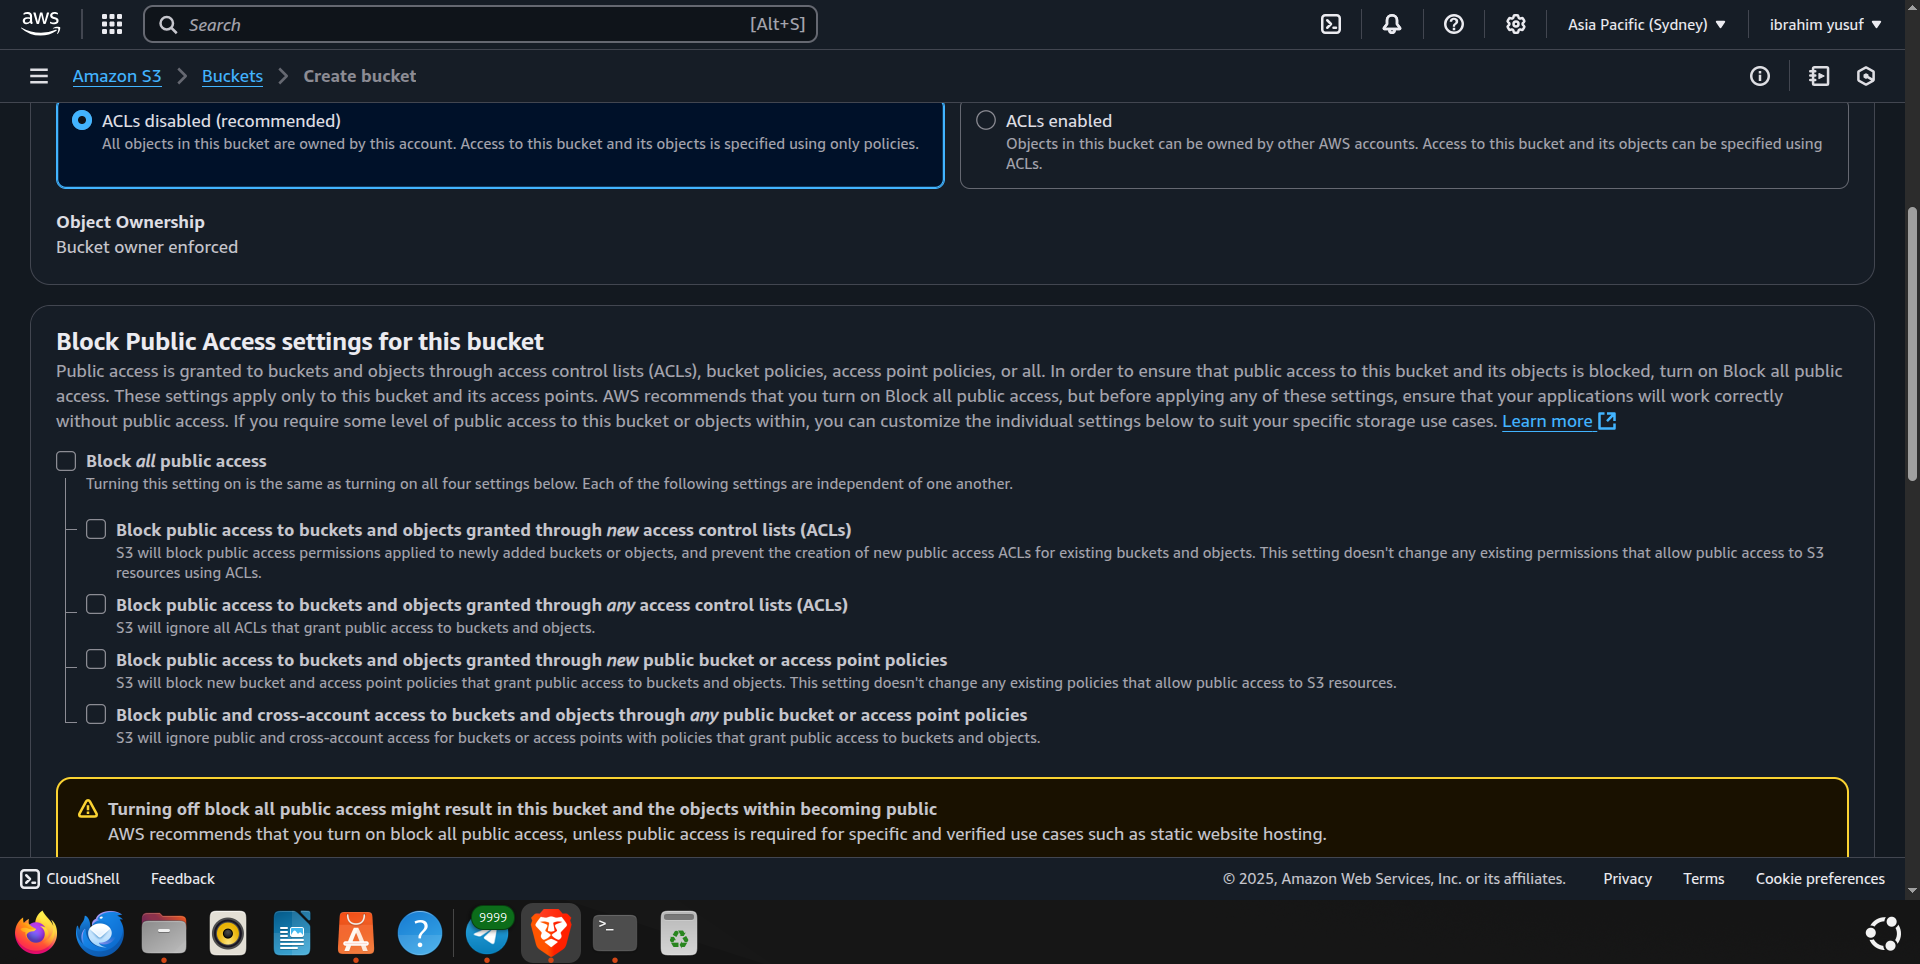 aws
Search [Alt+S]
Asia Pacific (Sydney)
ibrahim yusuf
Amazon S3 > Buckets > Create bucket
ACLs disabled (recommended)
All objects in this bucket are owned by this account. Access to this bucket and its objects is specified using only policies.
ACLs enabled
Objects in this bucket can be owned by other AWS accounts. Access to this bucket and its objects can be specified using
ACLs.
Object Ownership
Bucket owner enforced
Block Public Access settings for this bucket
Public access is granted to buckets and objects through access control lists (ACLs), bucket policies, access point policies, or all. In order to ensure that public access to this bucket and its objects is blocked, turn on Block all public
access. These settings apply only to this bucket and its access points. AWS recommends that you turn on Block all public access, but before applying any of these settings, ensure that your applications will work correctly
without public access. If you require some level of public access to this bucket or objects within, you can customize the individual settings below to suit your specific storage use cases. Learn more
Block all public access
Turning this setting on is the same as turning on all four settings below. Each of the following settings are independent of one another.
Block public access to buckets and objects granted through new access control lists (ACLs)
S3 will block public access permissions applied to newly added buckets or objects, and prevent the creation of new public access ACLs for existing buckets and objects. This setting doesn't change any existing permissions that allow public access to S3
resources using ACLs.
Block public access to buckets and objects granted through any access control lists (ACLs)
S3 will ignore all ACLs that grant public access to buckets and objects.
Block public access to buckets and objects granted through new public bucket or access point policies
S3 will block new bucket and access point policies that grant public access to buckets and objects. This setting doesn't change any existing policies that allow public access to S3 resources.
Block public and cross-account access to buckets and objects through any public bucket or access point policies
S3 will ignore public and cross-account access for buckets or access points with policies that grant public access to buckets and objects.
Turning off block all public access might result in this bucket and the objects within becoming public
AWS recommends that you turn on block all public access, unless public access is required for specific and verified use cases such as static website hosting.
CloudShell
Feedback
© 2025, Amazon Web Services, Inc. or its affiliates.
Privacy
Terms
Cookie preferences
9999